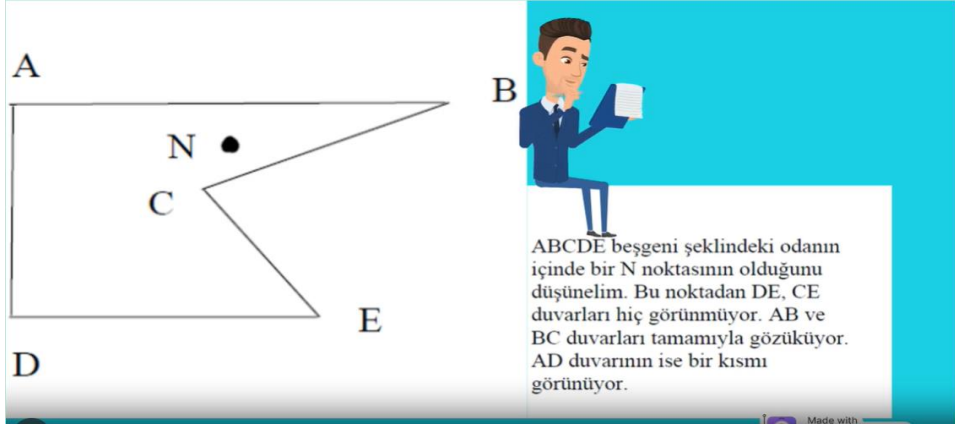 A
B
N
C
E
D
ABCDE beşgeni şeklindeki odanın
içinde bir N noktasının olduğunu
düşünelim. Bu noktadan DE, CE
duvarları hiç görünmüyor. AB ve
BC duvarları tamamıyla gözüküyor.
AD duvarının ise bir kısmı
görünüyor.
Made with